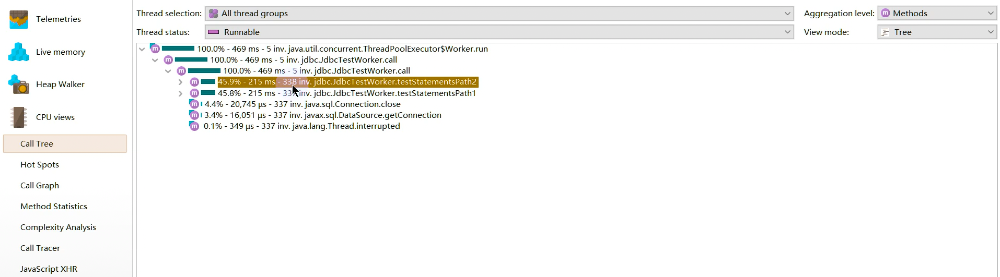 Telemetries
Live memory
Heap Walker
CPU views
Call Tree
Hot Spots
Call Graph
Method Statistics
Complexity Analysis
Call Tracer
JavaScript XHR
Thread selection: All thread groups Aggregation level: m Methods
Thread status: Runnable View mode: Tree
m 100.0% - 469 ms - 5 inv. java.util.concurrent.ThreadPoolExecutor$Worker.run
m 100.0% - 469 ms - 5 inv. jdbc.JdbcTestWorker.call
m 100.0% - 469 ms - 5 inv. jdbc.JdbcTestWorker.call
m 45.9% - 215 ms - 338 inv. jdbc.JdbcTestWorker.testStatementsPath2
m 45.8% - 215 ms - inv. jdbc.JdbcTestWorker.testStatementsPath1
m 4.4% - 20,745 µs - 337 inv. java.sql.Connection.close
m 3.4% - 16,051 µs - 337 inv. javax.sql.DataSource.getConnection
m 0.1% - 349 µs - 337 inv. java.lang.Thread.interrupted